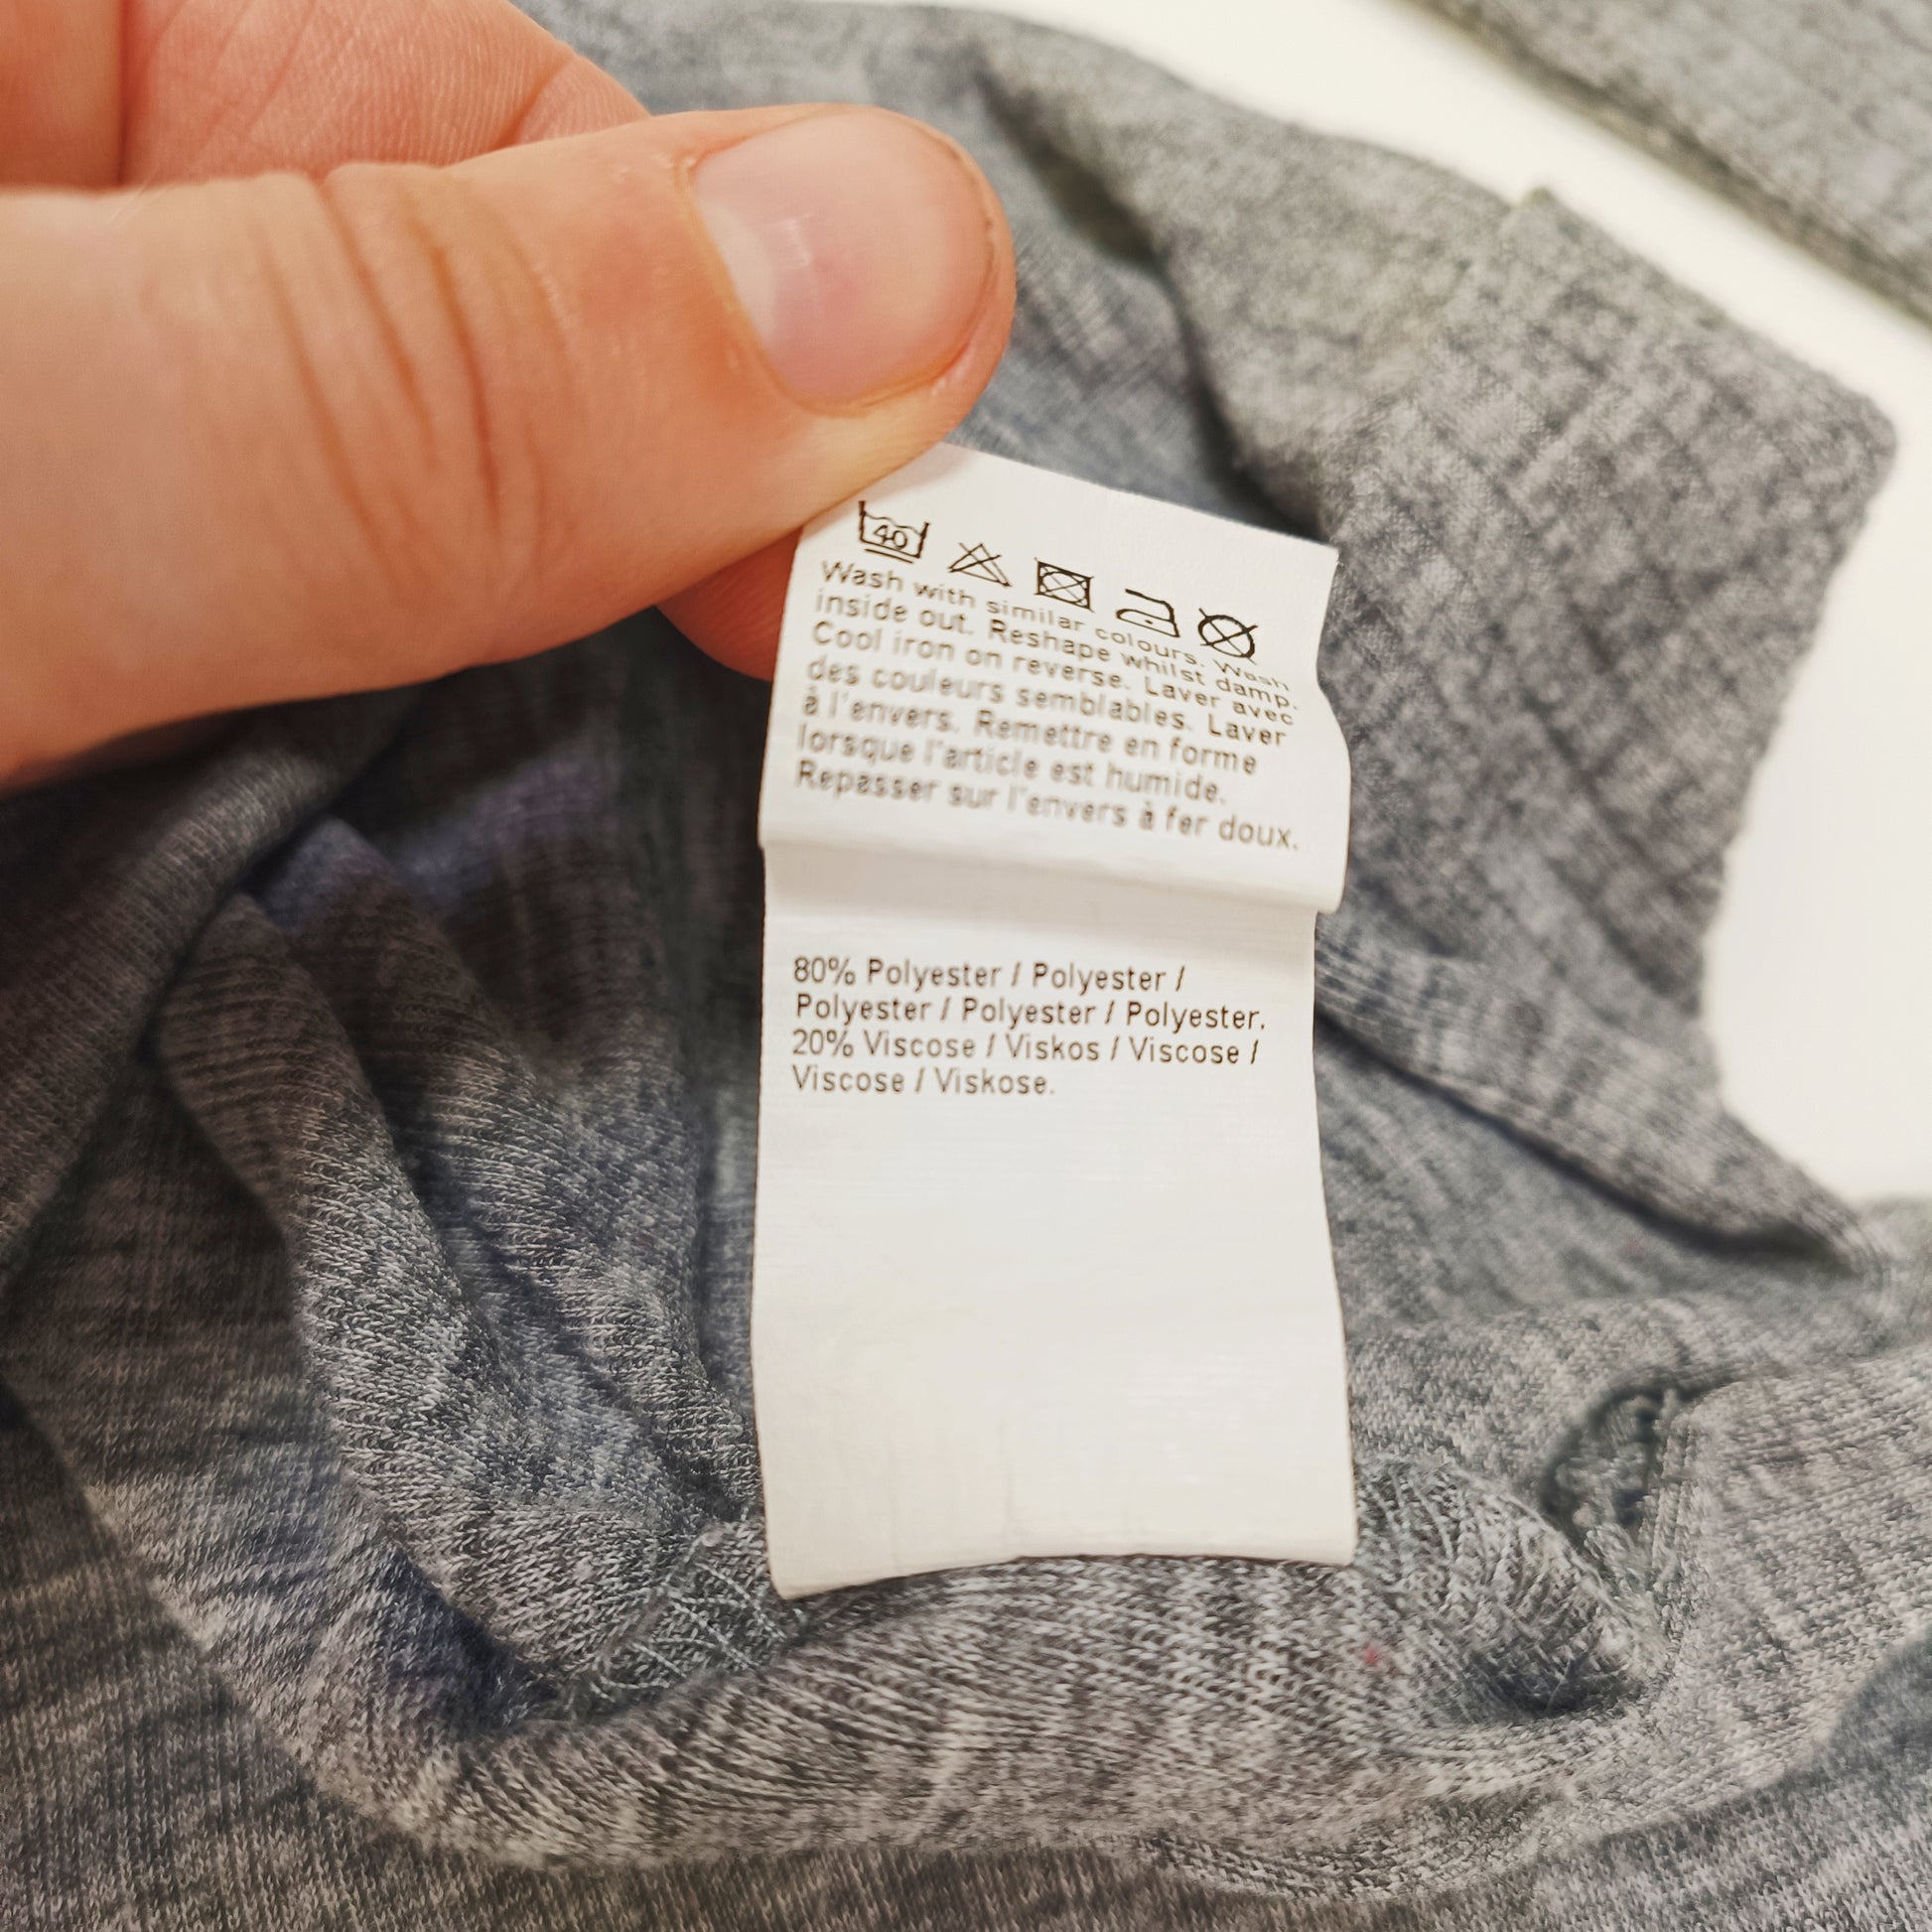 40
Wash with similar colours. Wash
inside out. Reshape whilst damp.
Cool iron on reverse. Laver avec
des couleurs semblables. Laver
à l'envers. Remettre en forme
lorsque l'article est humide.
Repasser sur l'envers à fer doux.
80% Polyester / Polyester /
Polyester / Polyester / Polyester.
20% Viscose / Viskos / Viscose /
Viscose / Viskose.